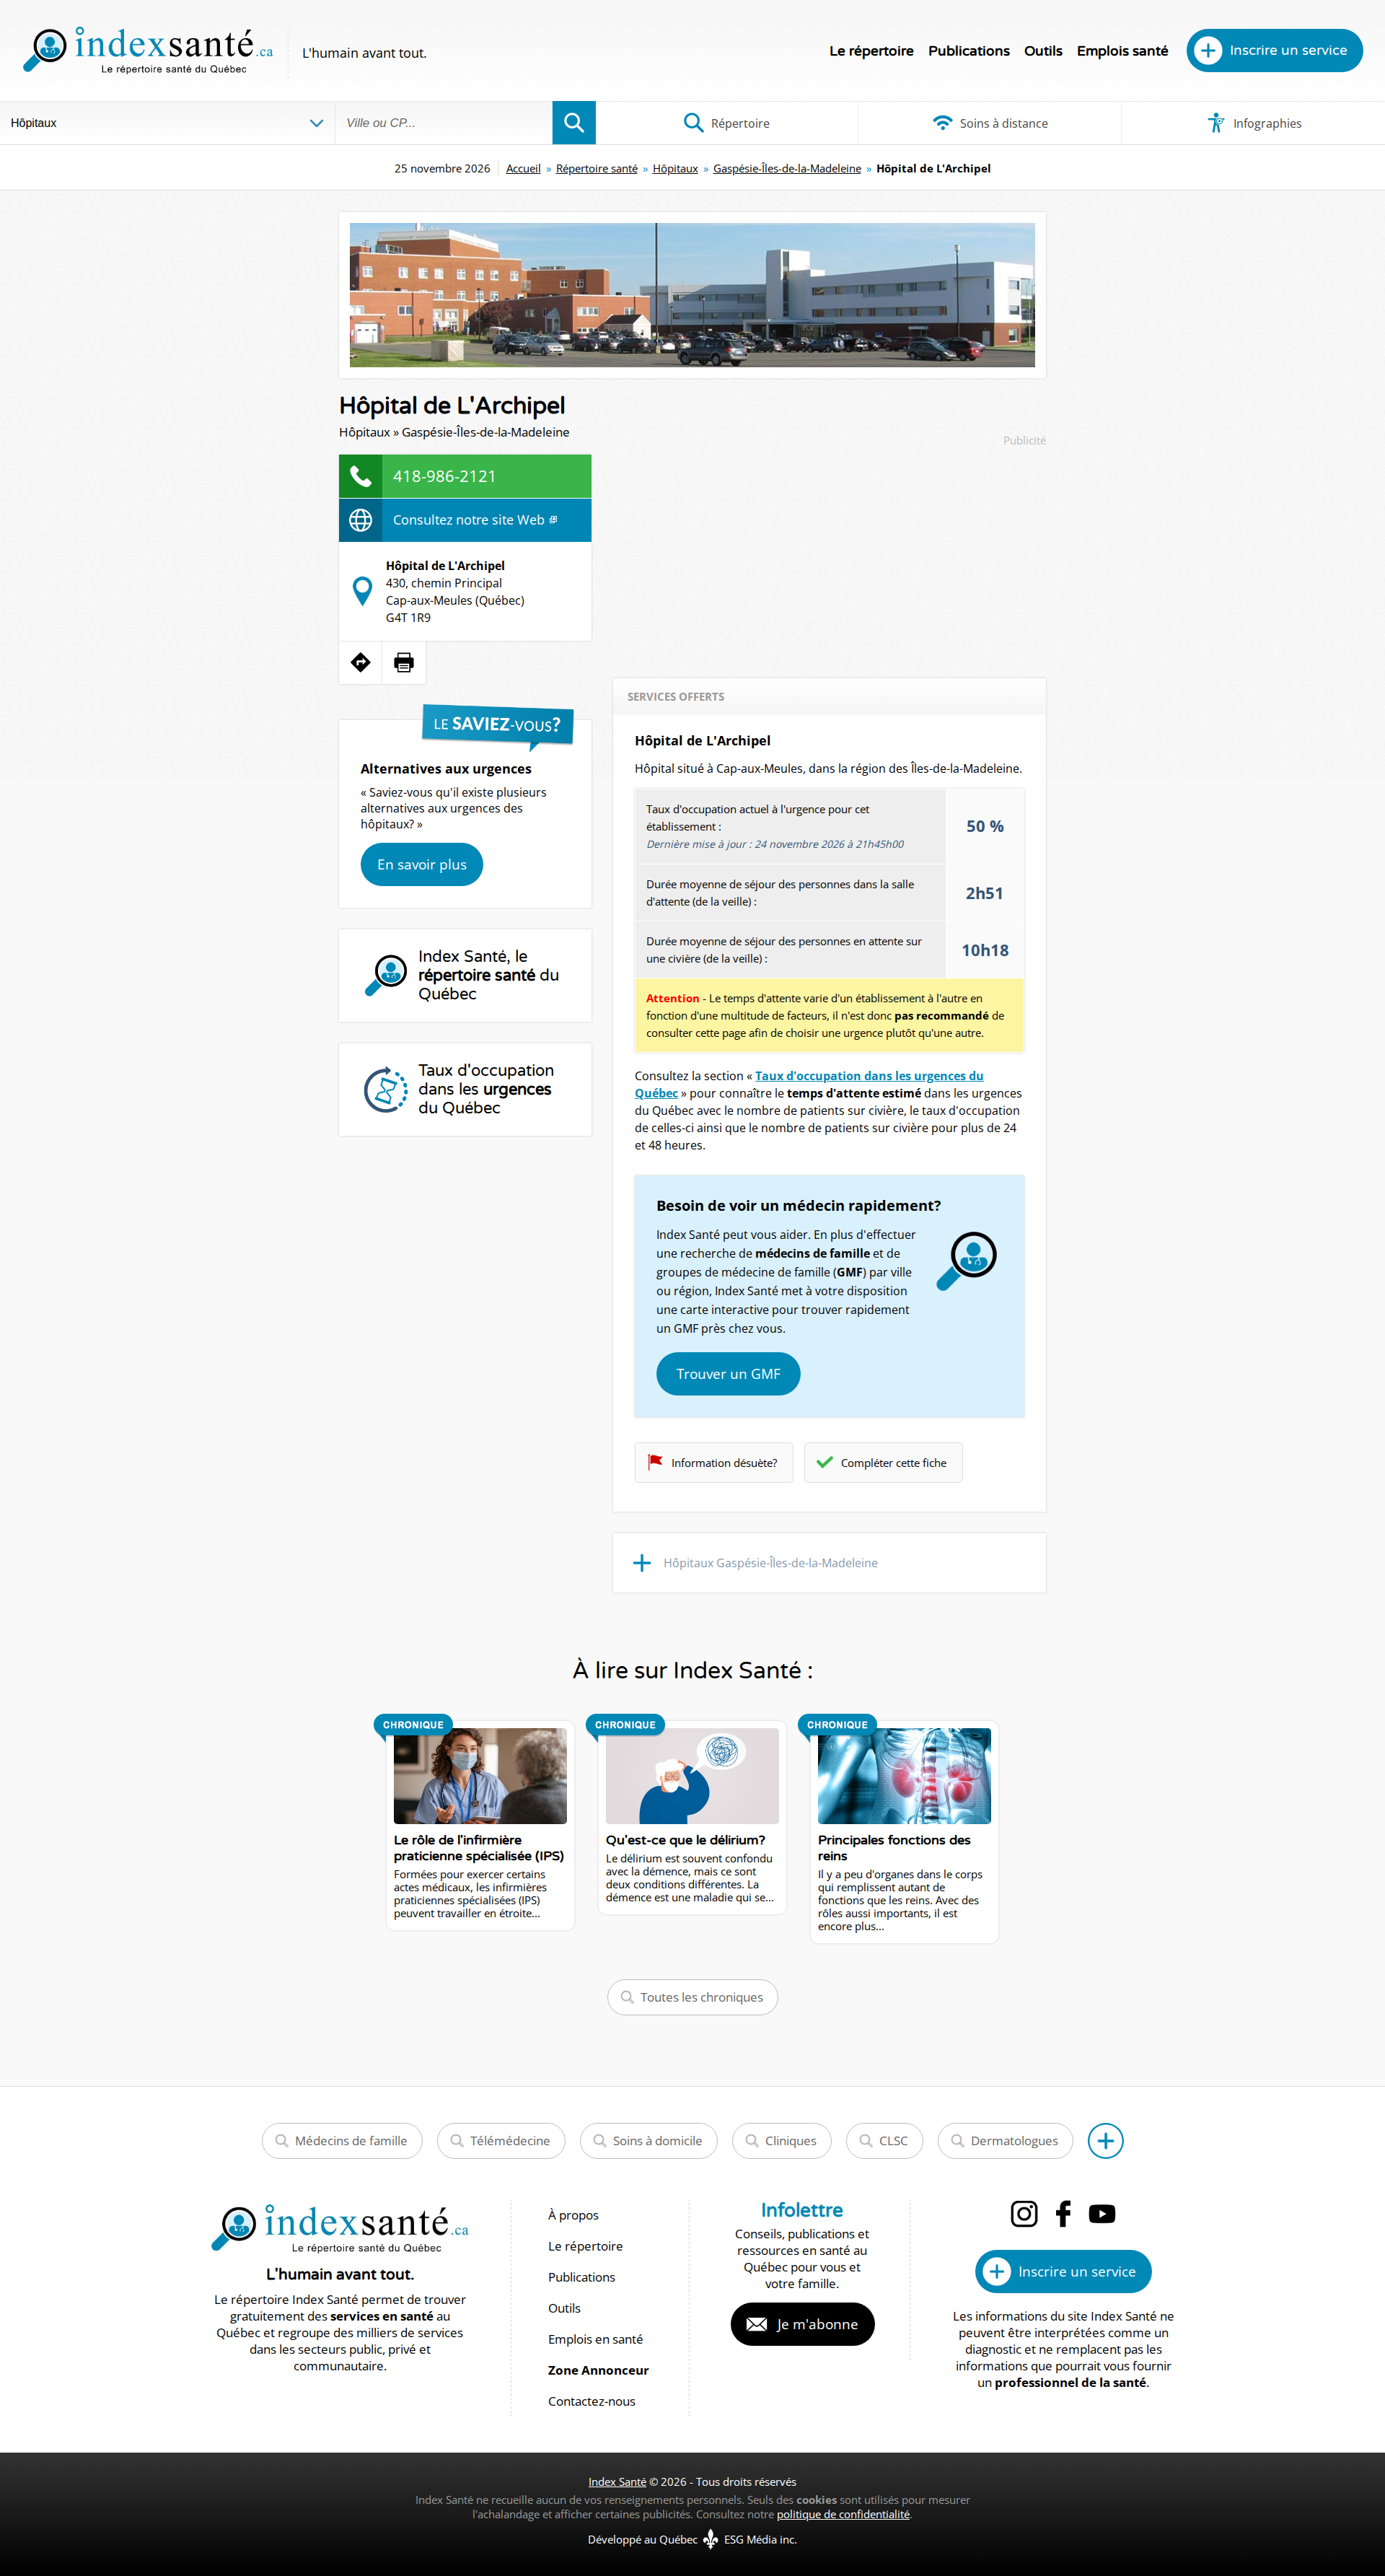 indexsanté.ca
Le répertoire santé du Québec
L'humain avant tout.
Le répertoire
Publications
Outils
Emplois santé
Inscrire un service
Hôpitaux
Ville ou CP...
Répertoire
Soins à distance
Infographies
25 novembre 2026
Accueil » Répertoire santé » Hôpitaux » Gaspésie-Îles-de-la-Madeleine » Hôpital de L'Archipel
Hôpital de L'Archipel
Hôpitaux » Gaspésie-Îles-de-la-Madeleine
Publicité
418-986-2121
Consultez notre site Web
Hôpital de L'Archipel
430, chemin Principal
Cap-aux-Meules (Québec)
G4T 1R9
LE SAVIEZ-VOUS?
Alternatives aux urgences
« Saviez-vous qu'il existe plusieurs
alternatives aux urgences des
hôpitaux? »
En savoir plus
Index Santé, le
répertoire santé du
Québec
Taux d'occupation
dans les urgences
du Québec
SERVICES OFFERTS
Hôpital de L'Archipel
Hôpital situé à Cap-aux-Meules, dans la région des Îles-de-la-Madeleine.
Taux d'occupation actuel à l'urgence pour cet
établissement :
Dernière mise à jour : 24 novembre 2026 à 21h45h00
50 %
Durée moyenne de séjour des personnes dans la salle
d'attente (de la veille) :
2h51
Durée moyenne de séjour des personnes en attente sur
une civière (de la veille) :
10h18
Attention - Le temps d'attente varie d'un établissement à l'autre en
fonction d'une multitude de facteurs, il n'est donc pas recommandé de
consulter cette page afin de choisir une urgence plutôt qu'une autre.
Consultez la section « Taux d'occupation dans les urgences du
Québec » pour connaître le temps d'attente estimé dans les urgences
du Québec avec le nombre de patients sur civière, le taux d'occupation
de celles-ci ainsi que le nombre de patients sur civière pour plus de 24
et 48 heures.
Besoin de voir un médecin rapidement?
Index Santé peut vous aider. En plus d'effectuer
une recherche de médecins de famille et de
groupes de médecine de famille (GMF) par ville
ou région, Index Santé met à votre disposition
une carte interactive pour trouver rapidement
un GMF près chez vous.
Trouver un GMF
Information désuète?
Compléter cette fiche
Hôpitaux Gaspésie-Îles-de-la-Madeleine
À lire sur Index Santé :
CHRONIQUE
Le rôle de l'infirmière
praticienne spécialisée (IPS)
Formées pour exercer certains
actes médicaux, les infirmières
praticiennes spécialisées (IPS)
peuvent travailler en étroite...
CHRONIQUE
Qu'est-ce que le délirium?
Le délirium est souvent confondu
avec la démence, mais ce sont
deux conditions différentes. La
démence est une maladie qui se...
CHRONIQUE
Principales fonctions des
reins
Il y a peu d'organes dans le corps
qui remplissent autant de
fonctions que les reins. Avec des
rôles aussi importants, il est
encore plus...
Toutes les chroniques
Médecins de famille
Télémédecine
Soins à domicile
Cliniques
CLSC
Dermatologues
indexsanté.ca
Le répertoire santé du Québec
L'humain avant tout.
Le répertoire Index Santé permet de trouver
gratuitement des services en santé au
Québec et regroupe des milliers de services
dans les secteurs public, privé et
communautaire.
À propos
Le répertoire
Publications
Outils
Emplois en santé
Zone Annonceur
Contactez-nous
Infolettre
Conseils, publications et
ressources en santé au
Québec pour vous et
votre famille.
Je m'abonne
Inscrire un service
Les informations du site Index Santé ne
peuvent être interprétées comme un
diagnostic et ne remplacent pas les
informations que pourrait vous fournir
un professionnel de la santé.
Index Santé © 2026 - Tous droits réservés
Index Santé ne recueille aucun de vos renseignements personnels. Seuls des cookies sont utilisés pour mesurer
l'achalandage et afficher certaines publicités. Consultez notre politique de confidentialité.
Développé au Québec ESG Média inc.